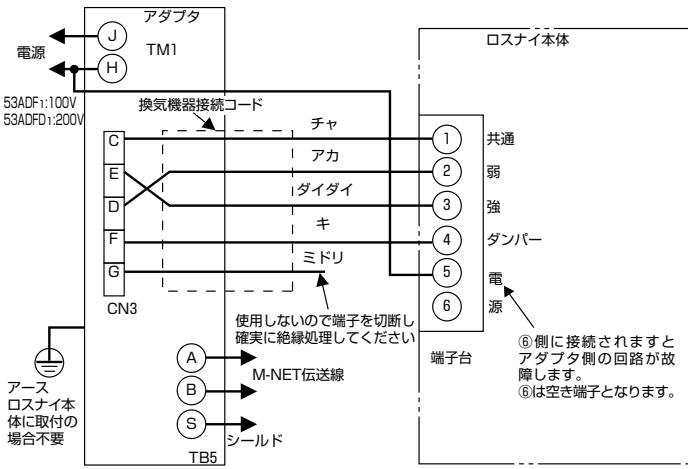 アダプタ
ロスナイ本体
J
TM1
電源
H
53ADF1:100V
53ADFD1:200V
換気機器接続コード
チャ
C
1
共通
アカ
E
2
弱
ダイダイ
D
3
強
キ
F
4
ダンパー
ミドリ
G
5
電
6
源
CN3
使用しないので端子を切断し
確実に絶縁処理してください
端子台
⑥側に接続されますと
アダプタ側の回路が故
障します。
⑥は空き端子となります。
A
M-NET伝送線
B
アース
ロスナイ本
体に取付の
場合不要
S
シールド
TB5